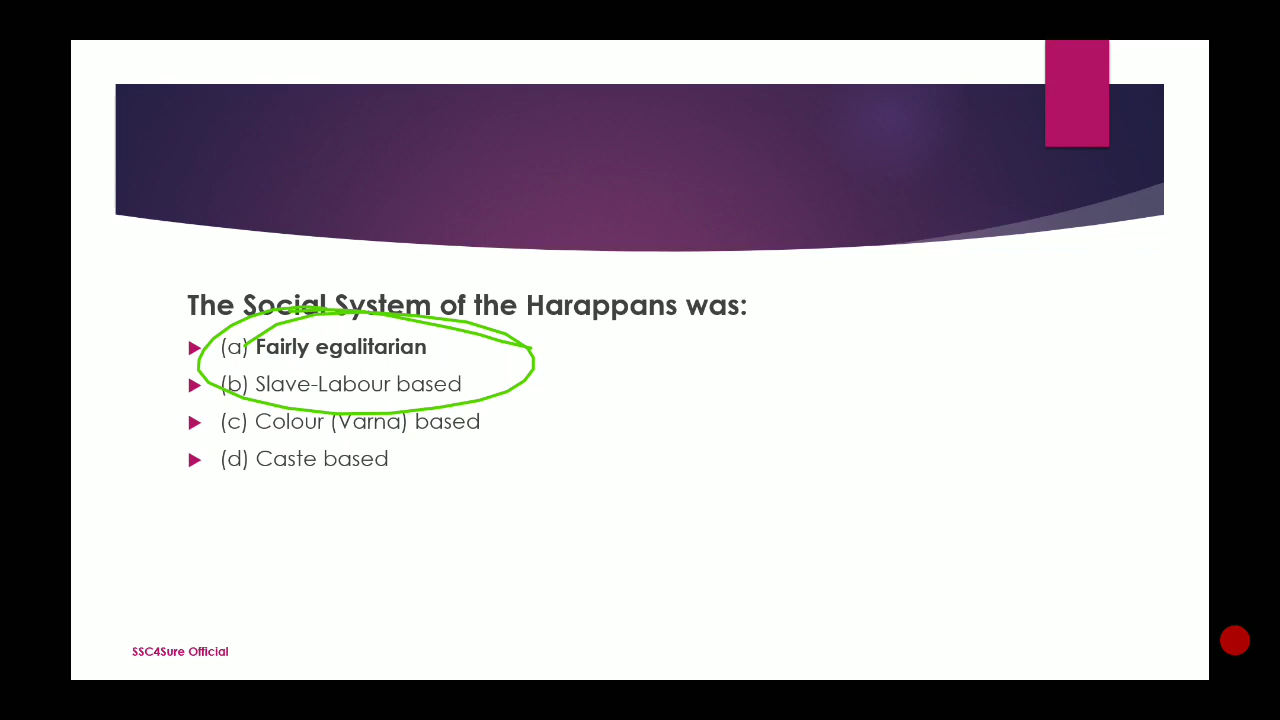 The Social System of the Harappans was:
(a) Fairly egalitarian
(b) Slave-Labour based
(c) Colour (Varna) based
(d) Caste based
SSC4Sure Official